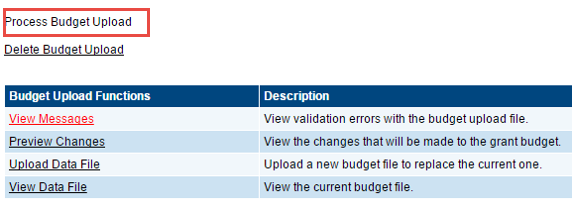 Process Budget Upload
Delete Budget Upload
Budget Upload Functions Description
View Messages View validation errors with the budget upload file.
Preview Changes View the changes that will be made to the grant budget.
Upload Data File Upload a new budget file to replace the current one.
View Data File View the current budget file.